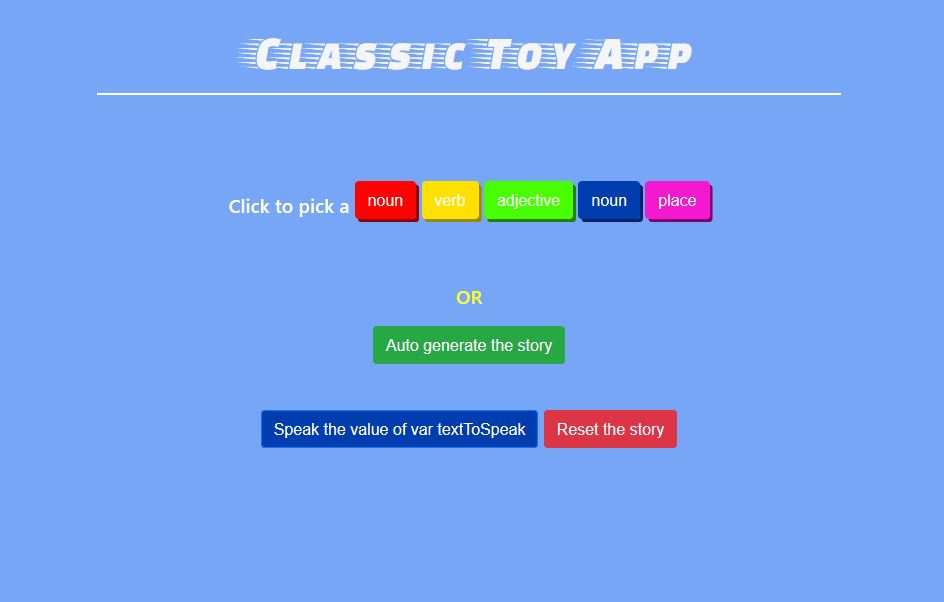 Classic Toy App
Click to pick a noun verb adjective noun place
OR
Auto generate the story
Speak the value of var textToSpeak Reset the story